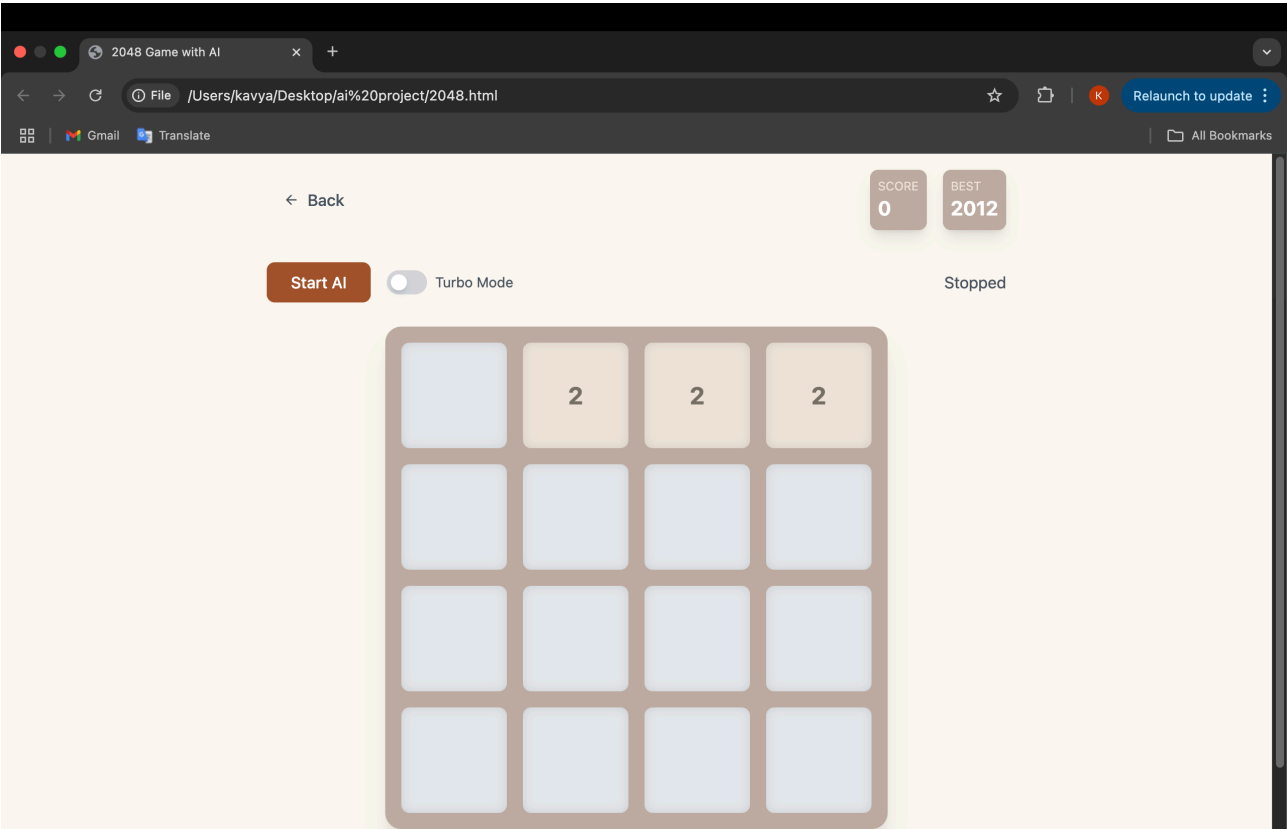 2048 Game with AI
File /Users/kavya/Desktop/ai%20project/2048.html K Relaunch to update
Gmail Translate All Bookmarks
Back
SCORE BEST
0 2012
Start AI Turbo Mode Stopped
2 2 2